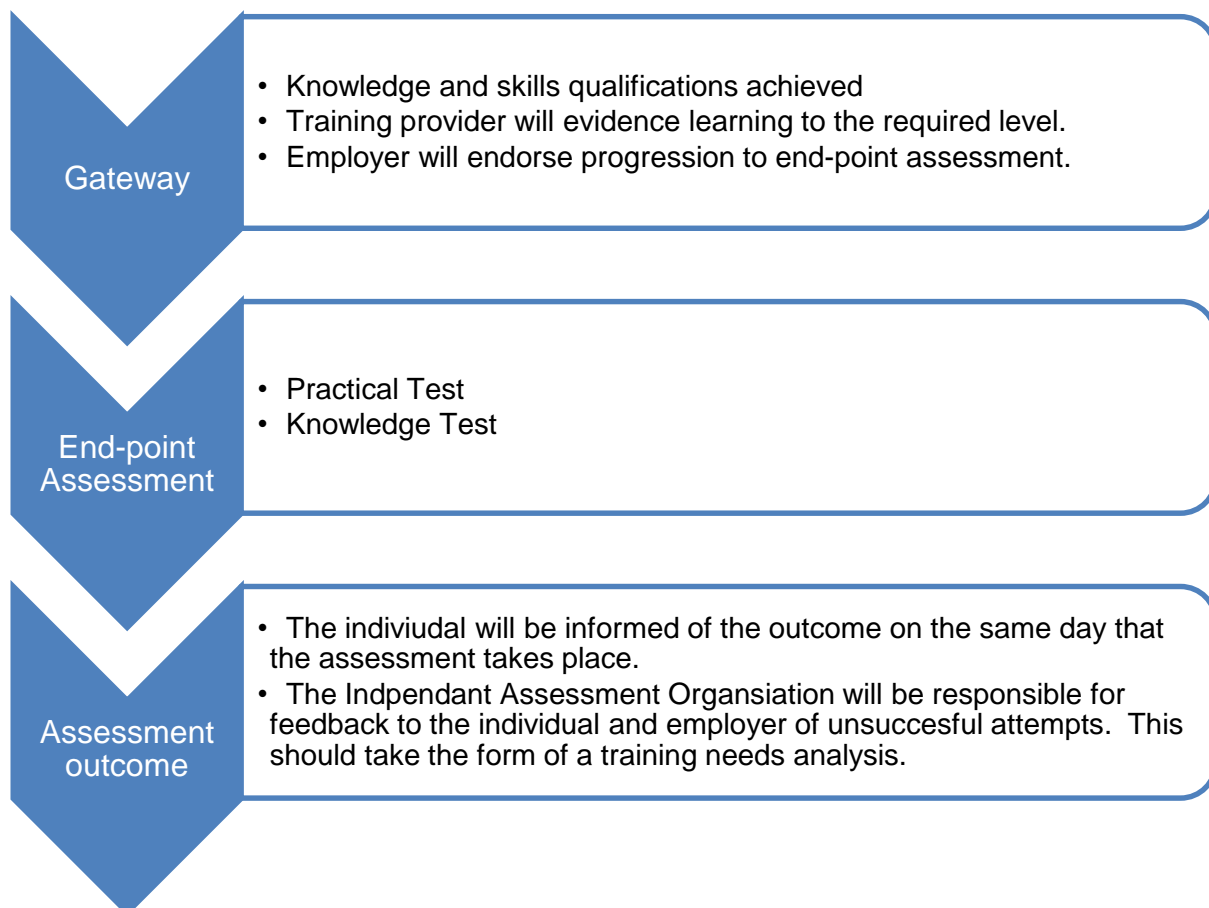 Gateway
• Knowledge and skills qualifications achieved
• Training provider will evidence learning to the required level.
• Employer will endorse progression to end-point assessment.
End-point
Assessment
• Practical Test
• Knowledge Test
Assessment
outcome
• The indiviudal will be informed of the outcome on the same day that
the assessment takes place.
• The Indpendant Assessment Organsiation will be responsible for
feedback to the individual and employer of unsuccesful attempts.  This
should take the form of a training needs analysis.